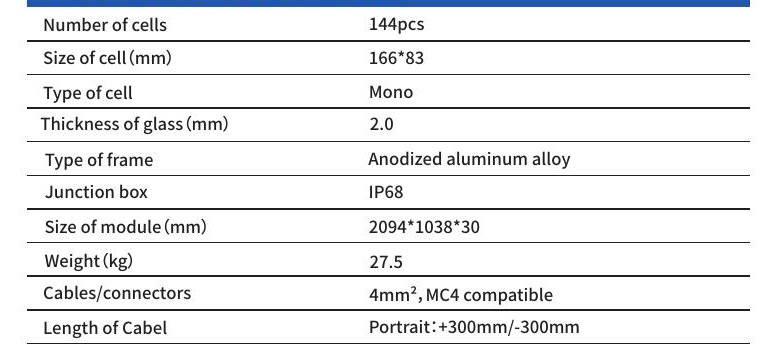 Number of cells 144pcs
Size of cell(mm) 166*83
Type of cell Mono
Thickness of glass(mm) 2.0
Type of frame Anodized aluminum alloy
Junction box IP68
Size of module(mm) 2094*1038*30
Weight(kg) 27.5
Cables/connectors 4mm², MC4 compatible
Length of Cabel Portrait:+300mm/-300mm